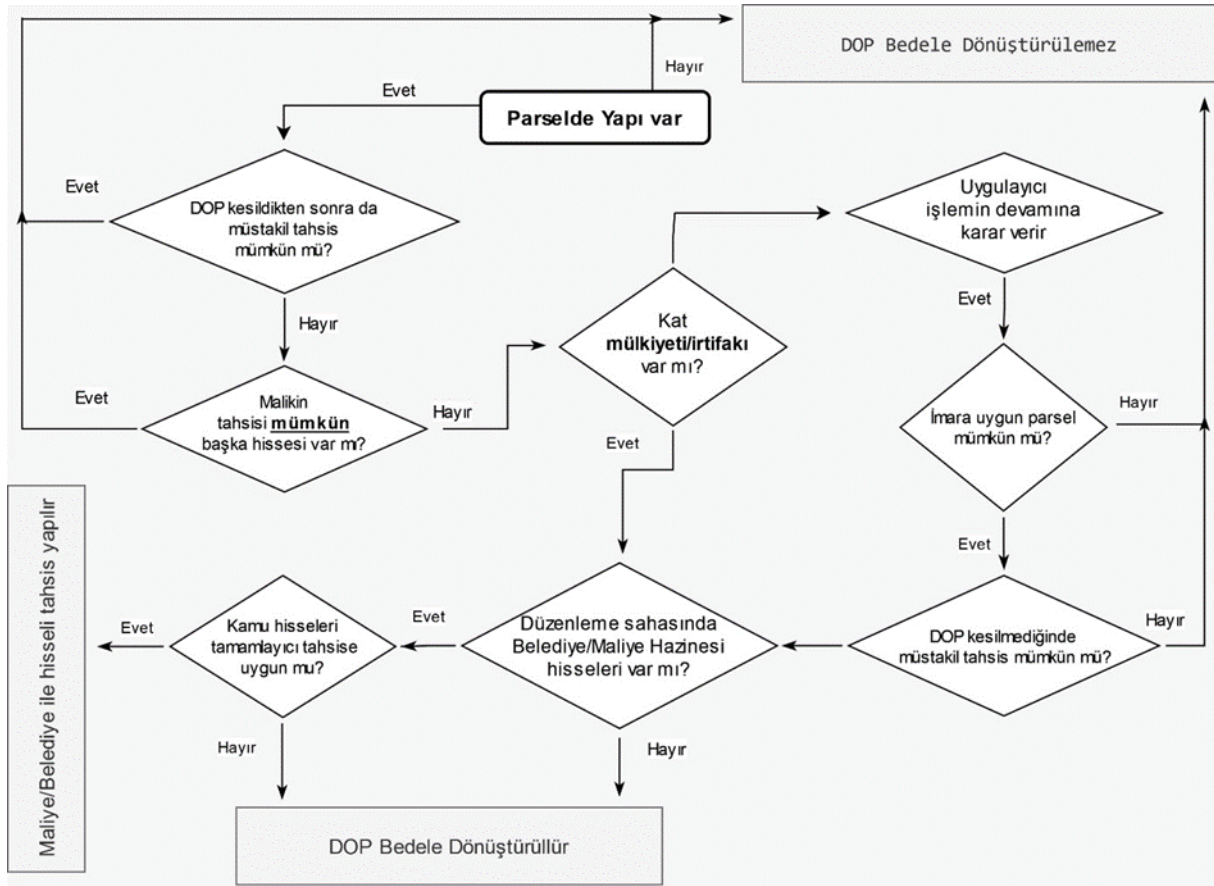 DOP Bedele Dönüştürülemez
Hayır
Evet
Parselde Yapı var
Evet
DOP kesildikten sonra da
müstakil tahsis
mümkün mü?
Uygulayıcı
işlemin devamına
karar verir
Evet
Hayır
Kat
mülkiyeti/irtifakı
var mı?
Evet
Malikin
tahsisi mümkün
başka hissesi var mı?
Hayır
İmara uygun parsel
mümkün mü?
Hayır
Evet
Evet
Maliye/Belediye ile hisseli tahsis yapılır
Evet
Kamu hisseleri
tamamlayıcı tahsise
uygun mu?
Evet
Düzenleme sahasında
Belediye/Maliye Hazinesi
hisseleri var mı?
DOP kesilmediğinde
müstakil tahsis mümkün mü?
Hayır
Hayır
Hayır
DOP Bedele Dönüştürüllür